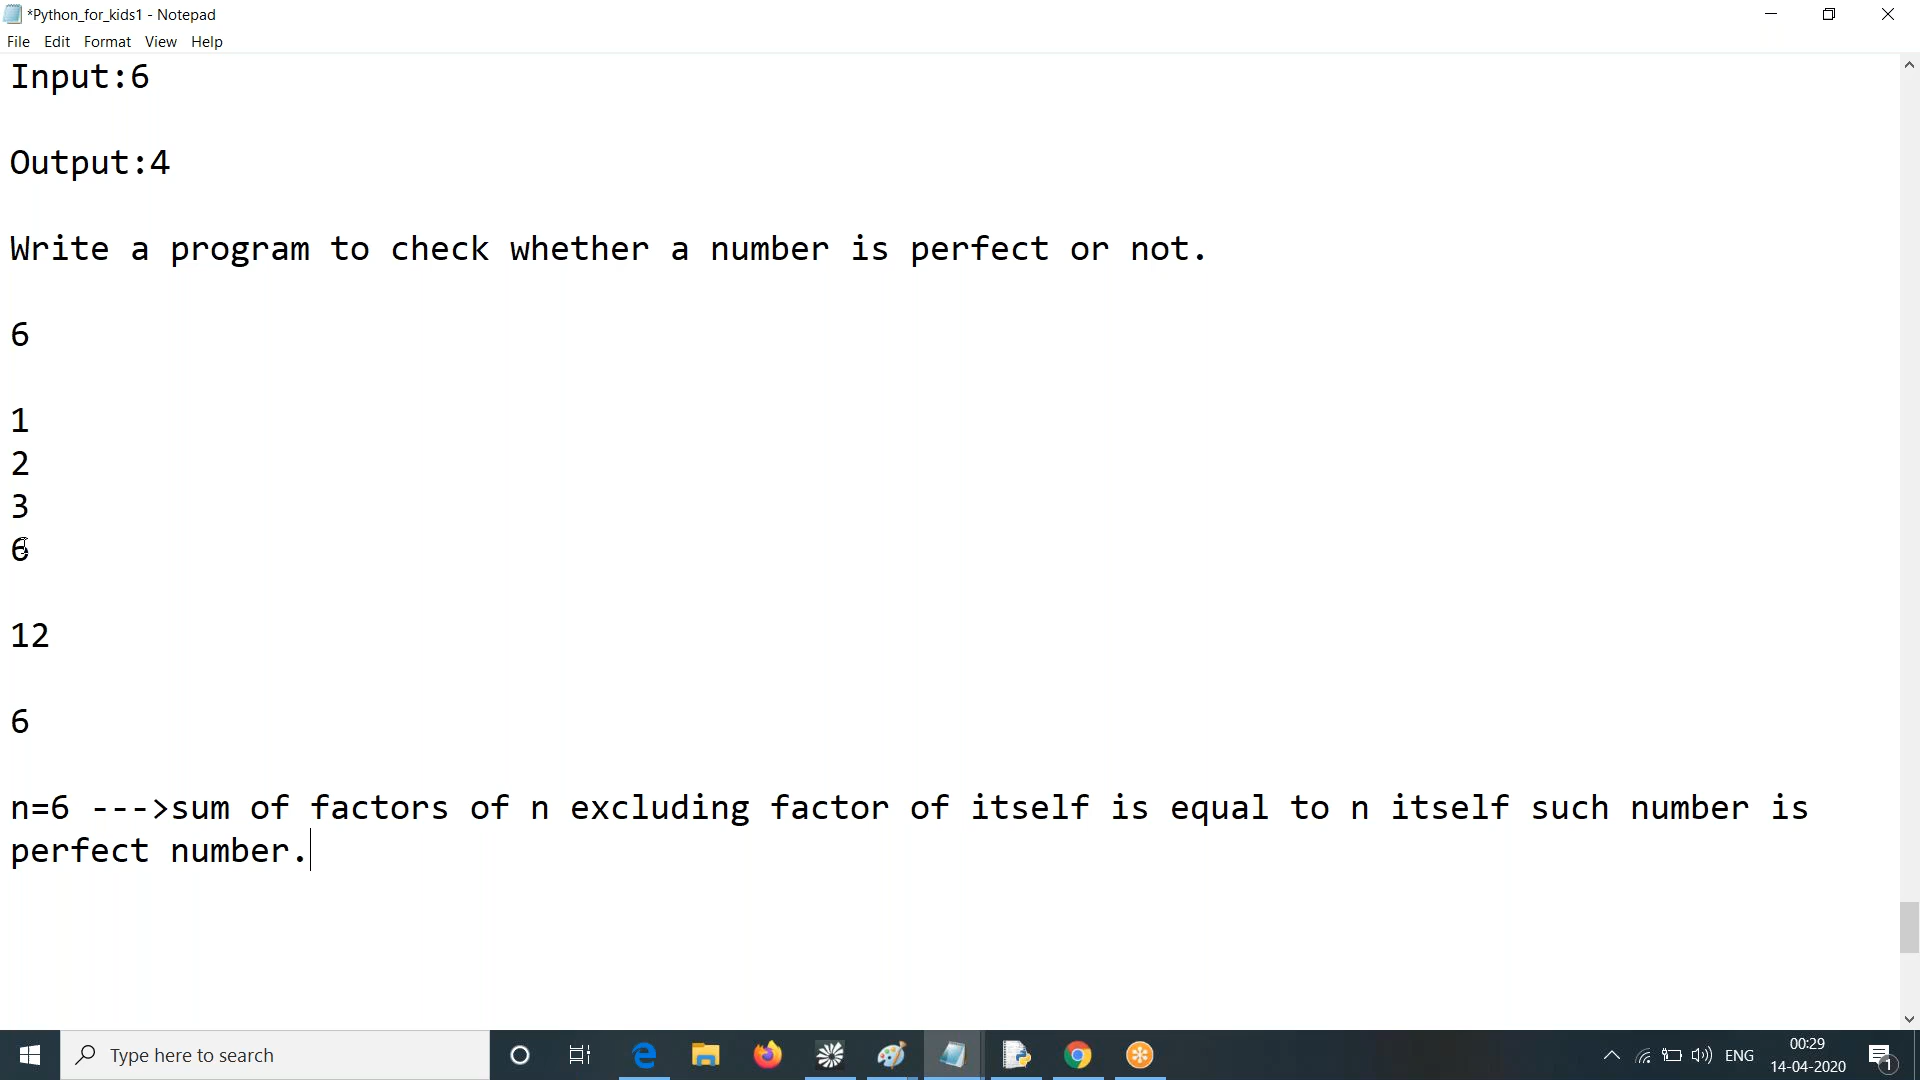 *Python_for_kids1 - Notepad
File Edit Format View Help
Input:6
Output:4
Write a program to check whether a number is perfect or not.
6
1
2
3
6
12
6
n=6 --->sum of factors of n excluding factor of itself is equal to n itself such number is
perfect number.
Type here to search
ENG
00:29
14-04-2020
1